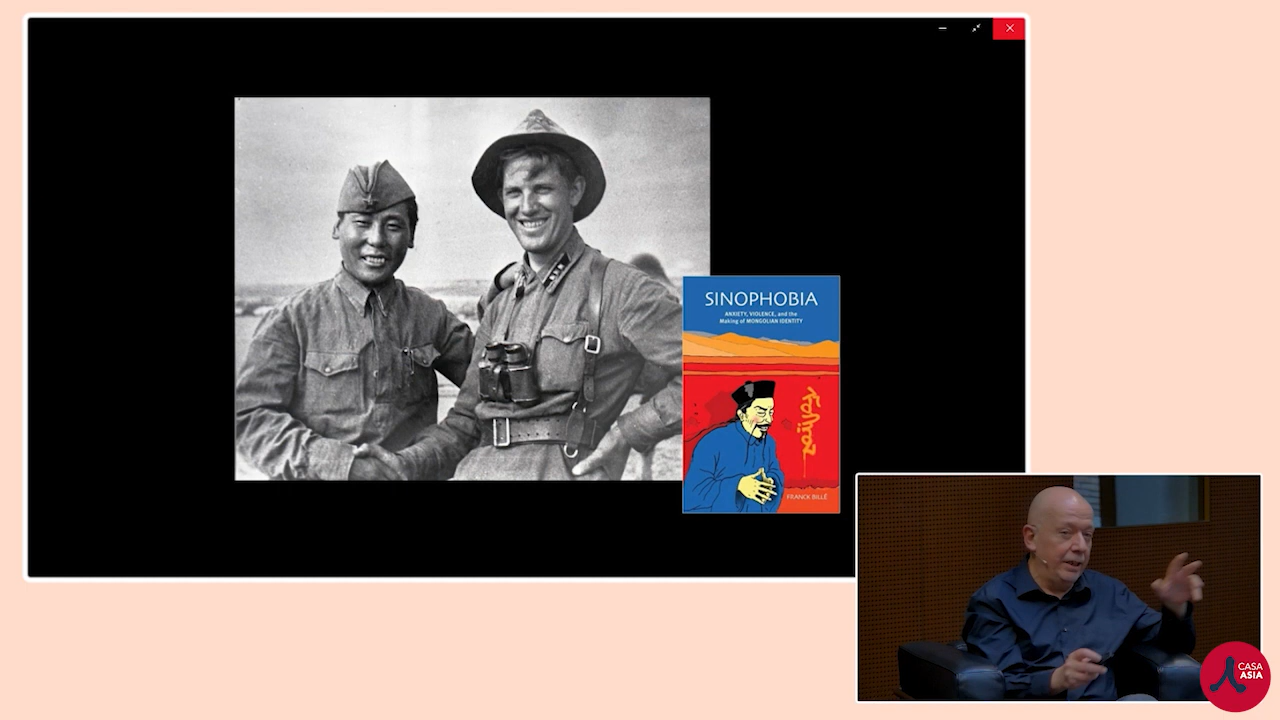 SINOPHOBIA
ANXIETY, VIOLENCE, and the
Making of MONGOLIAN IDENTITY
FRANCK BILLÉ
CASA
ASIA